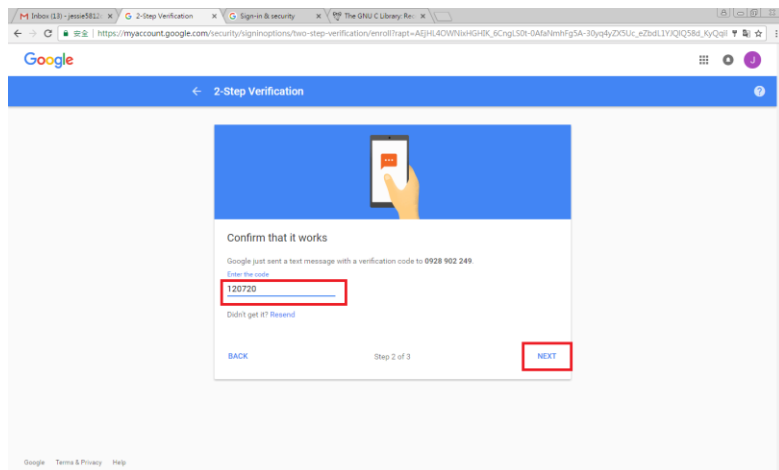 Inbox (13) - jessie5812
2-Step Verification
Sign-in & security
The GNU C Library: Re
安全 | https://myaccount.google.com/security/signinoptions/two-step-verification/enroll?rapt=
Google
J
2-Step Verification
Confirm that it works
Google just sent a text message with a verification code to 0928 902 249.
Enter the code
120720
Didn't get it? Resend
BACK
Step 2 of 3
NEXT
Google Terms & Privacy Help